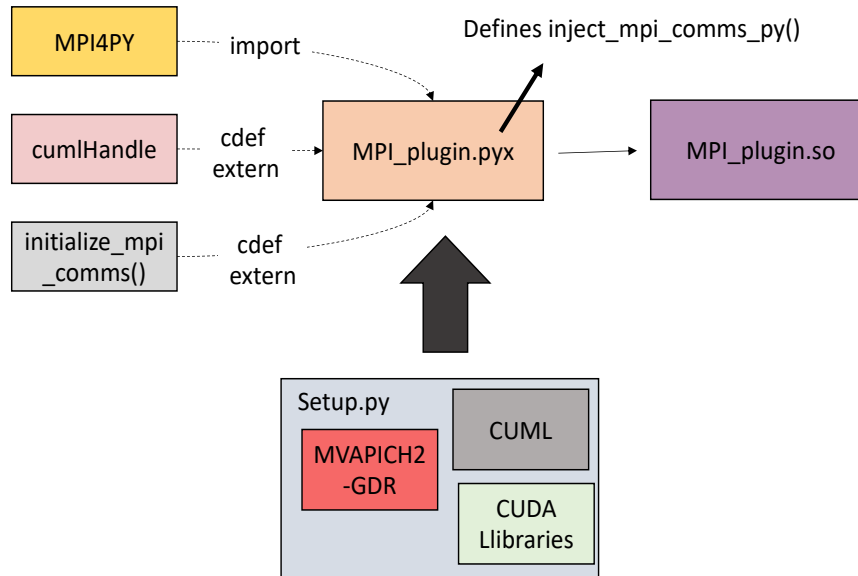 MPI4PY
import
Defines inject_mpi_comms_py()
cumlHandle
cdef
extern
MPI_plugin.pyx
MPI_plugin.so
initialize_mpi
_comms()
cdef
extern
Setup.py
MVAPICH2
-GDR
CUML
CUDA
Llibraries